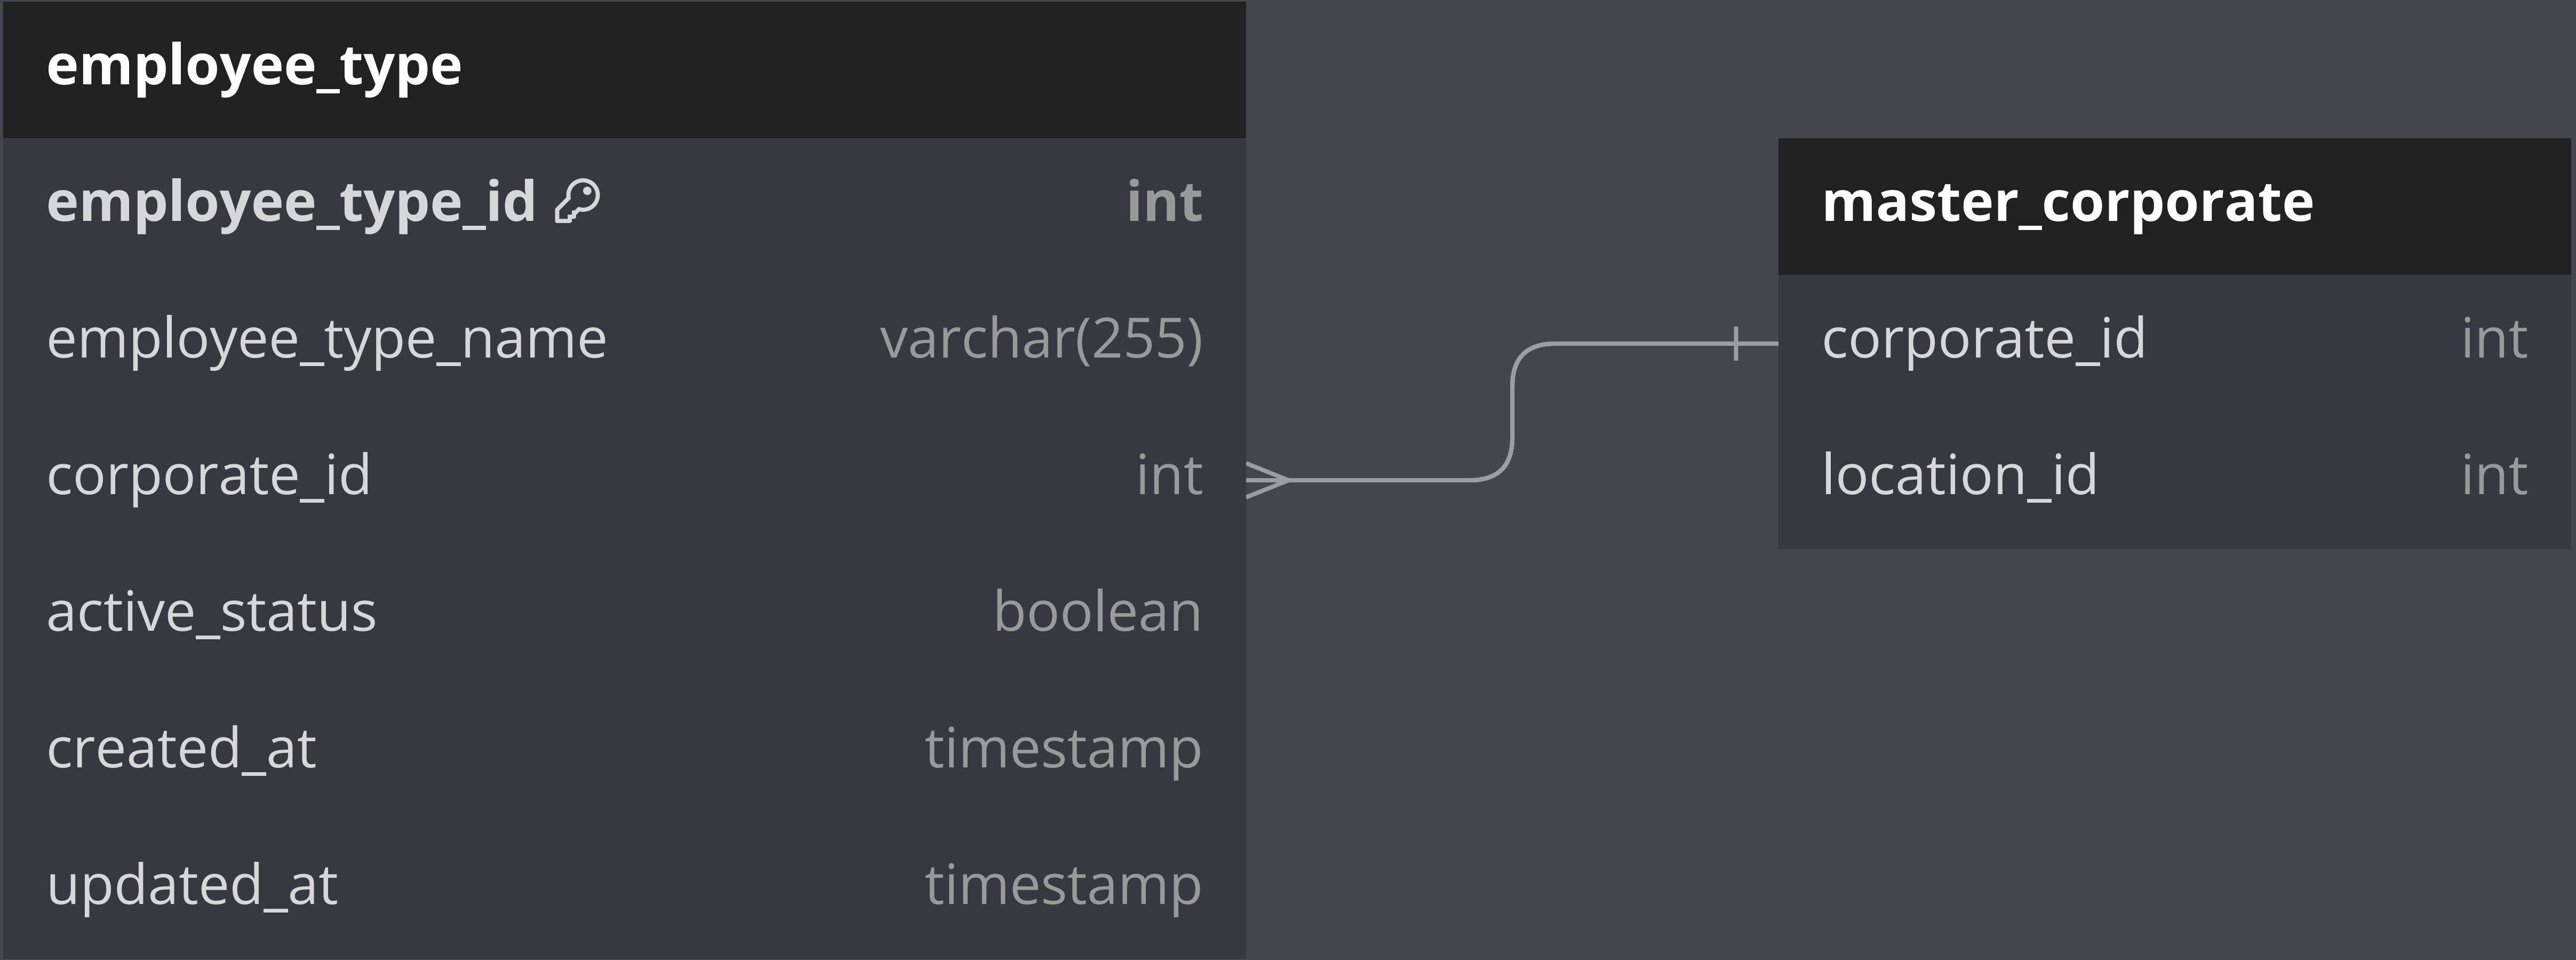 employee_type
employee_type_id int
employee_type_name varchar(255)
corporate_id int
active_status boolean
created_at timestamp
updated_at timestamp
master_corporate
corporate_id int
location_id int